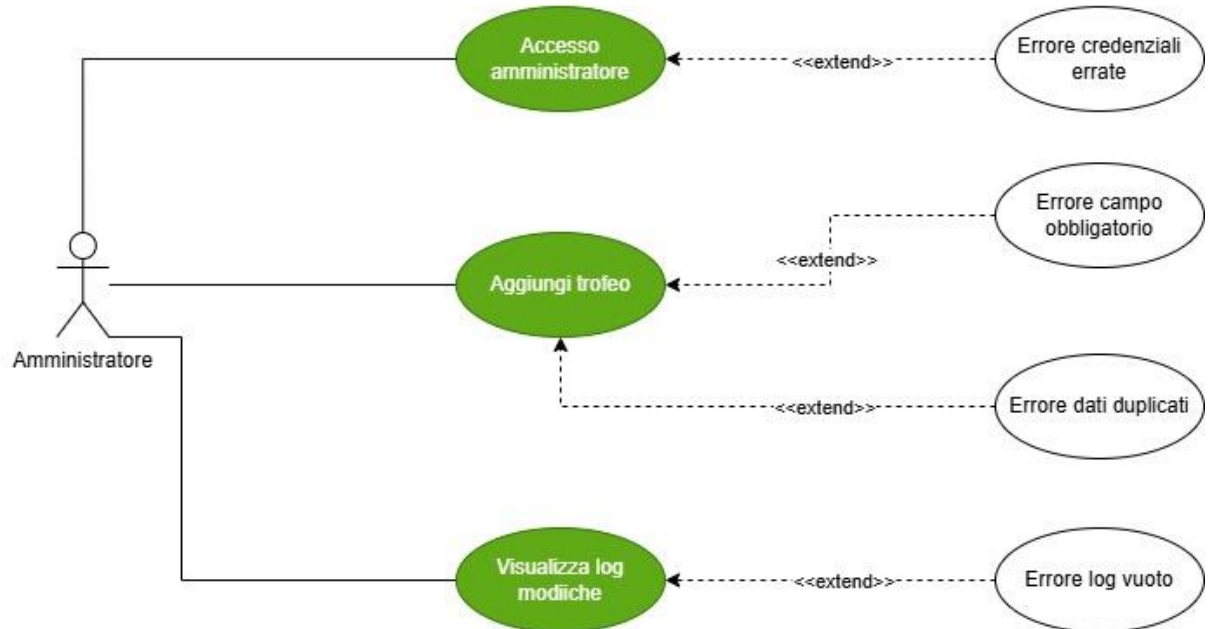 Accesso
amministratore
<<extend>>
Errore credenziali
errate
Errore campo
obbligatorio
<<extend>>
Aggiungi trofeo
Amministratore
<<extend>>
Errore dati duplicati
Visualizza log
modiiche
<<extend>>
Errore log vuoto